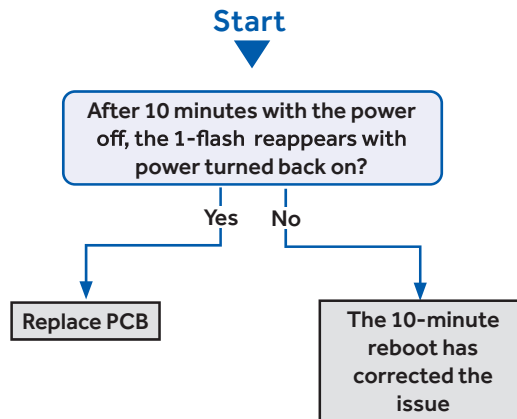 Start
After 10 minutes with the power
off, the 1-flash reappears with
power turned back on?
Yes
No
Replace PCB
The 10-minute
reboot has
corrected the
issue